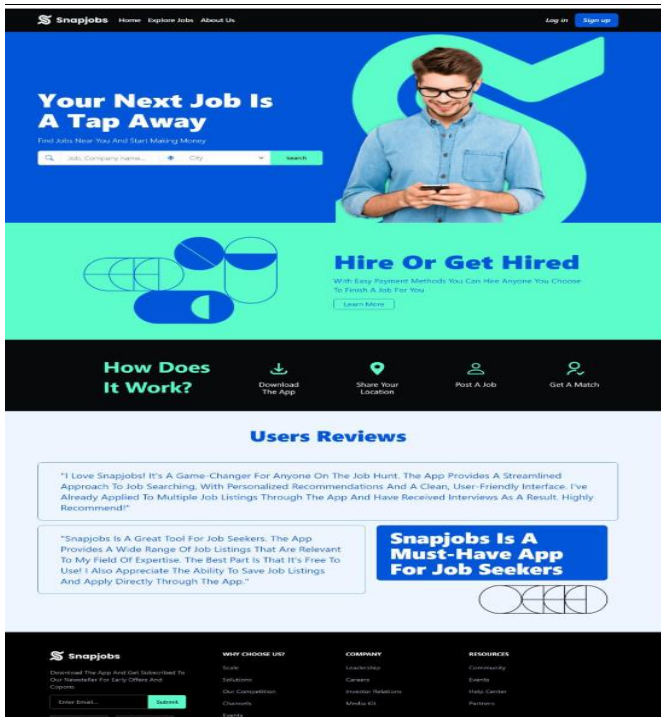 Snapjobs Home Explore Jobs About Us Log in Sign up
Your Next Job Is
A Tap Away
Find Jobs Near You And Start Making Money
Job, Company name... City Search
Hire Or Get Hired
With Easy Payment Methods You Can Hire Anyone You Choose
To Finish A Job For You
Learn More
How Does
It Work?
Download
The App
Share Your
Location
Post A Job
Get A Match
Users Reviews
"I Love Snapjobs! It's A Game-Changer For Anyone On The Job Hunt. The App Provides A Streamlined
Approach To Job Searching, With Personalized Recommendations And A Clean, User-Friendly Interface. I've
Already Applied To Multiple Job Listings Through The App And Have Received Interviews As A Result. Highly
Recommend!"
"Snapjobs Is A Great Tool For Job Seekers. The App
Provides A Wide Range Of Job Listings That Are Relevant
To My Field Of Expertise. The Best Part Is That It's Free To
Use! I Also Appreciate The Ability To Save Job Listings
And Apply Directly Through The App."
Snapjobs Is A
Must-Have App
For Job Seekers
Snapjobs
Download The App And Get Subscribed To
Our Newsteller For Early Offers And
Copons
Enter Email... Submit
WHY CHOOSE US?
Scale
Solutions
Our Competition
Channels
Events
COMPANY
Leadership
Careers
Investor Relations
Media Kit
RESOURCES
Community
Events
Help Center
Partners